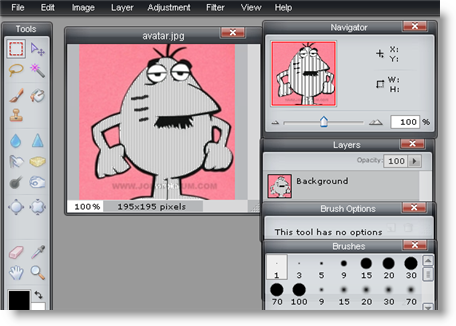 File Edit Image Layer Adjustment Filter View Help
Tools
avatar.jpg
100 % 195x195 pixels
Navigator
X:
Y:
W:
H:
100 %
Layers
Opacity: 100
Background
Brush Options
This tool has no options
Brushes
1 3 5 9 15 20 30
70 100 9 15 30 70